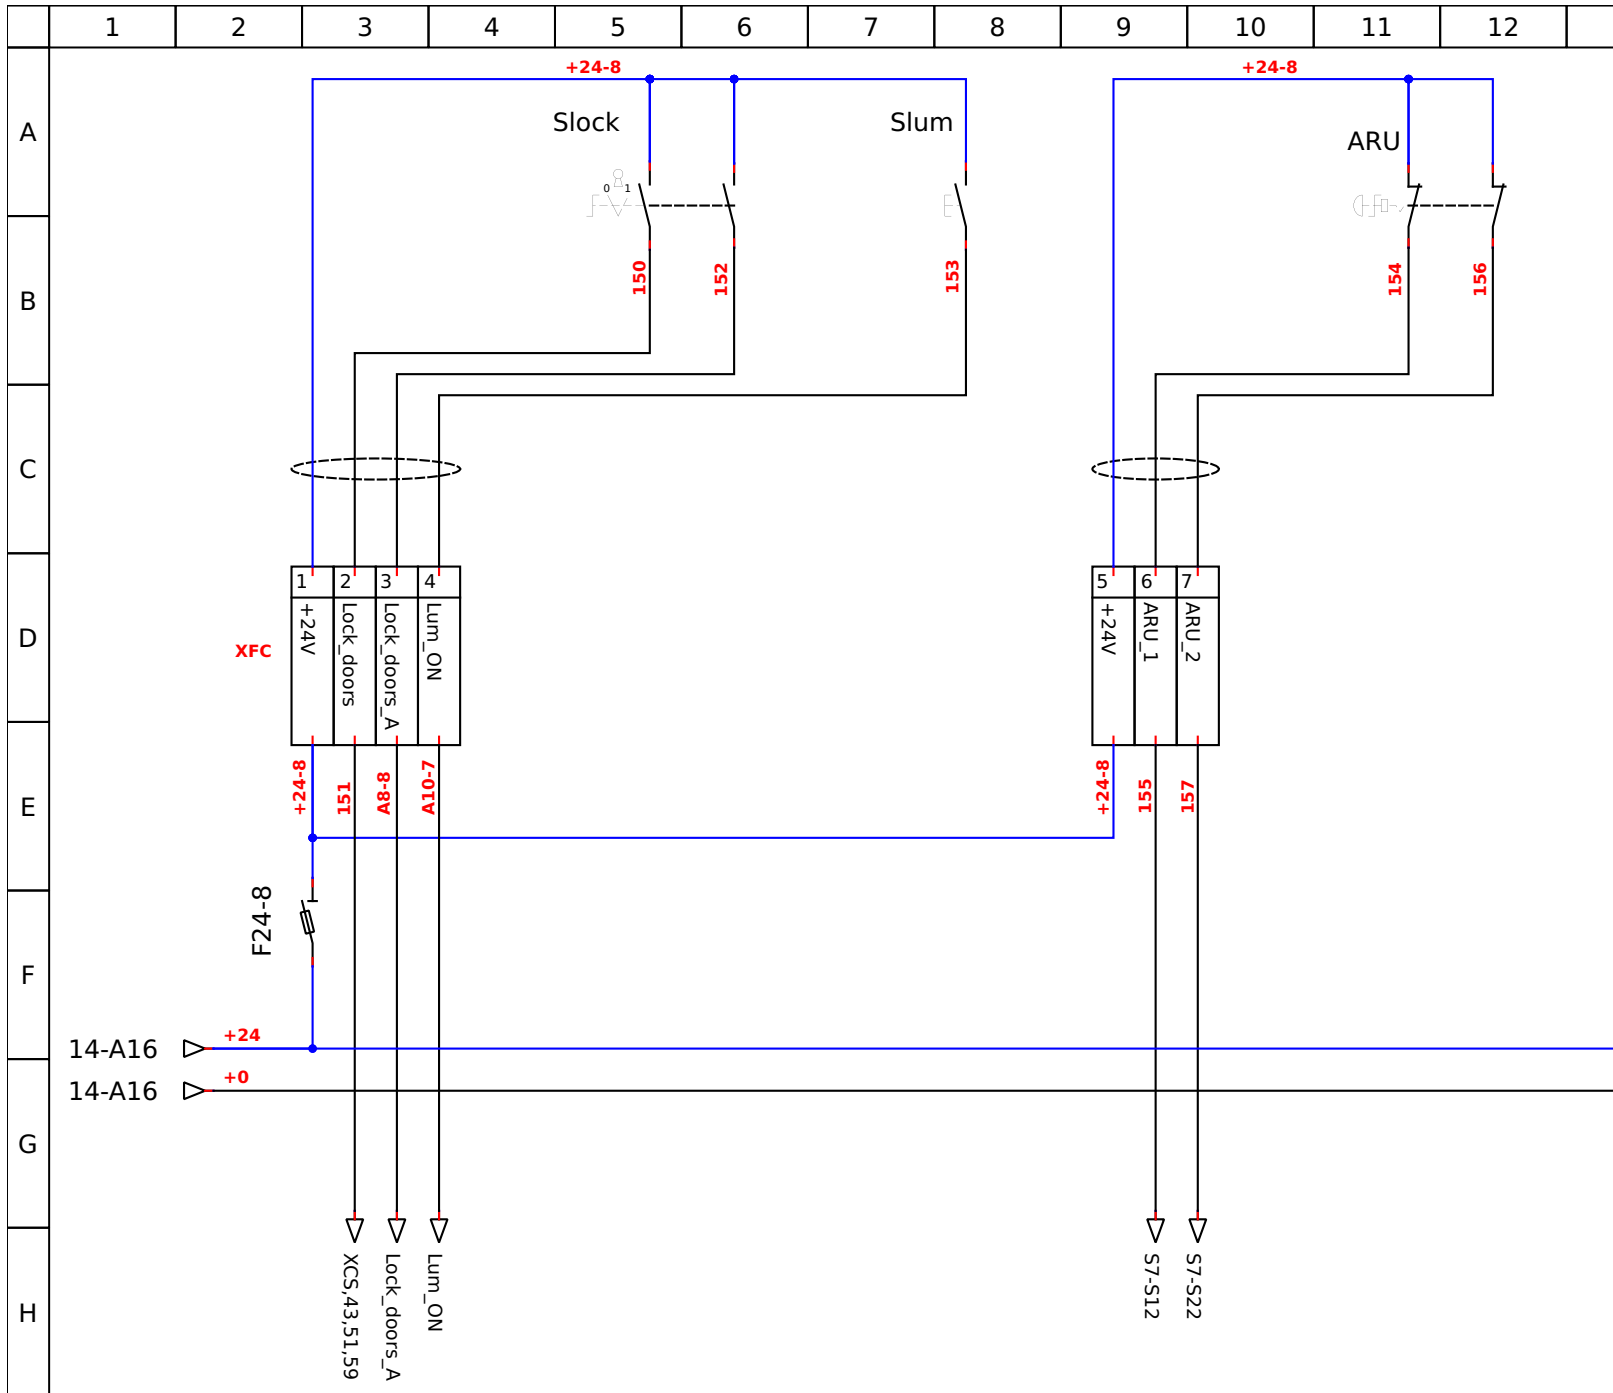 1 2 3 4 5 6 7 8 9 10 11 12
+24-8 +24-8
A Slock Slum ARU
0 1
B 150 152 153 154 156
C
1 2 3 4 5 6 7
D XFC +24V Lock_doors Lock_doors_A Lum_ON +24V ARU_1 ARU_2
E +24-8 151 A8-8 A10-7 +24-8 155 157
F24-8
F
14-A16 +24
14-A16 +0
G
H XCS,43,51,59 Lock_doors_A Lum_ON S7-S12 S7-S22